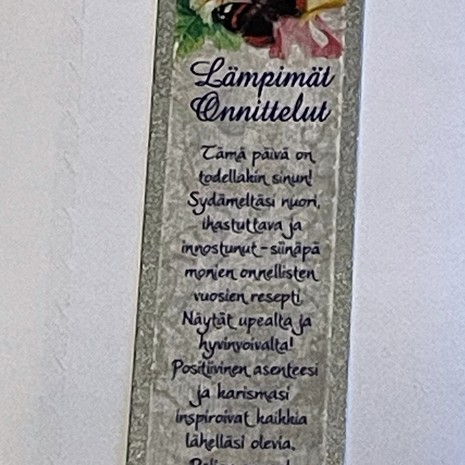 Lämpimät
Onnittelut
Tämä päivä on
todellakin sinun!
Sydämeltäsi nuori,
ihastuttava ja
innostunut – siinäpä
monien onnellisten
vuosien resepti.
Näytät upealta ja
hyvinvoivalta!
Positiivinen asenteesi
ja karismasi
inspiroivat kaikkia
lähelläsi olevia.